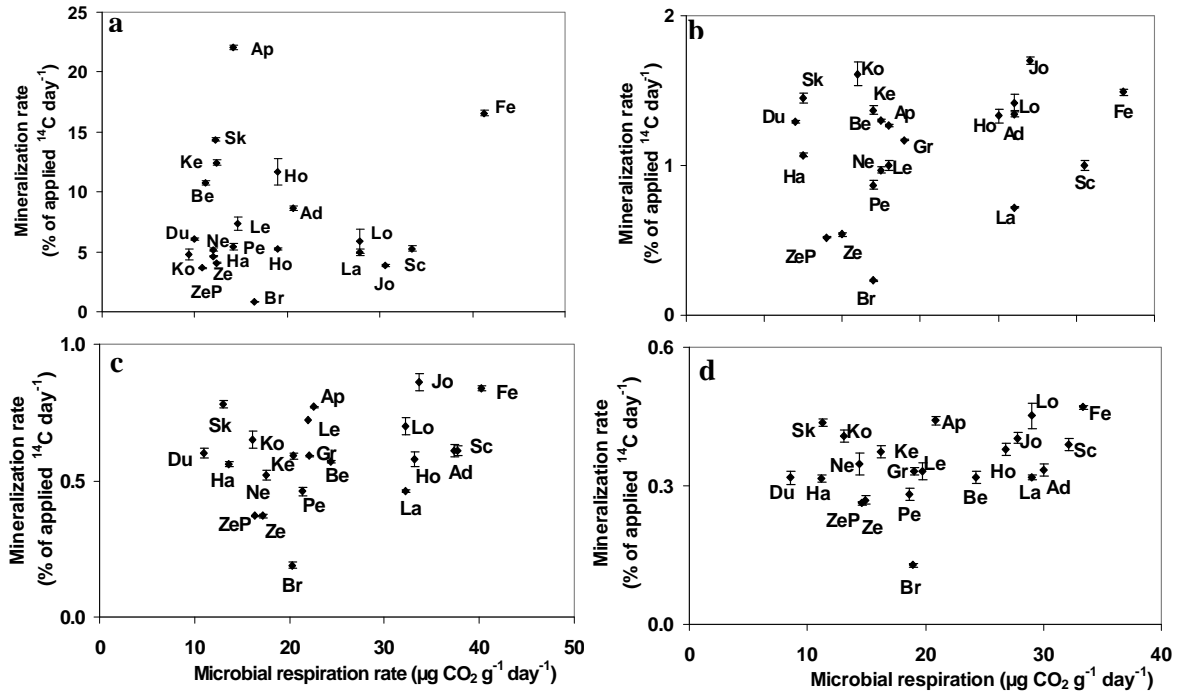 a
Mineralization rate
(% of applied ¹⁴C day⁻¹)
25
20
15
10
5
0
Ap
Fe
Sk
Ke
Be
Ho
Ad
Le
Du
Ne
Pe
Ho
Lo
Ko
Ha
La
Sc
Ze
Jo
ZeP
Br
0
10
20
30
40
50
b
Mineralization rate
(% of applied ¹⁴C day⁻¹)
2
1
0
Ko
Jo
Sk
Ke
Lo
Fe
Du
Be
Ap
Ho
Ad
Gr
Ha
Ne
Le
Sc
Pe
La
ZeP
Ze
Br
c
Mineralization rate
(% of applied ¹⁴C day⁻¹)
1.0
0.5
0.0
Jo
Fe
Ap
Sk
Le
Lo
Ko
Du
Ke
Gr
Sc
Ha
Be
Ho
Ad
Ne
Pe
La
ZeP
Ze
Br
0
10
20
30
40
50
Microbial respiration rate (µg CO₂ g⁻¹ day⁻¹)
d
Mineralization rate
(% of applied ¹⁴C day⁻¹)
0.6
0.3
0.0
Lo
Fe
Sk
Ap
Ko
Jo
Ke
Sc
Ne
Gr
Le
Ho
Du
Ha
Be
La
Ad
ZeP
Ze
Pe
Br
0
10
20
30
40
Microbial respiration (µg CO₂ g⁻¹ day⁻¹)